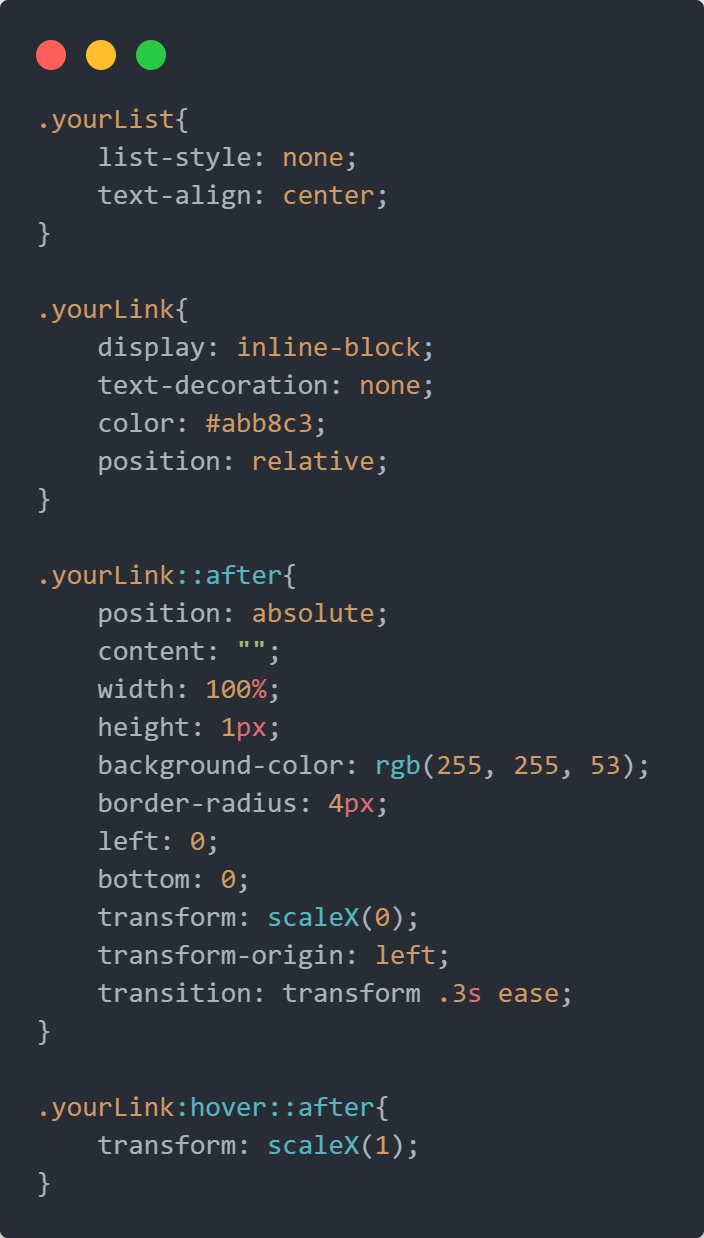 .yourList{
    list-style: none;
    text-align: center;
}

.yourLink{
    display: inline-block;
    text-decoration: none;
    color: #abb8c3;
    position: relative;
}

.yourLink::after{
    position: absolute;
    content: "";
    width: 100%;
    height: 1px;
    background-color: rgb(255, 255, 53);
    border-radius: 4px;
    left: 0;
    bottom: 0;
    transform: scaleX(0);
    transform-origin: left;
    transition: transform .3s ease;
}

.yourLink:hover::after{
    transform: scaleX(1);
}